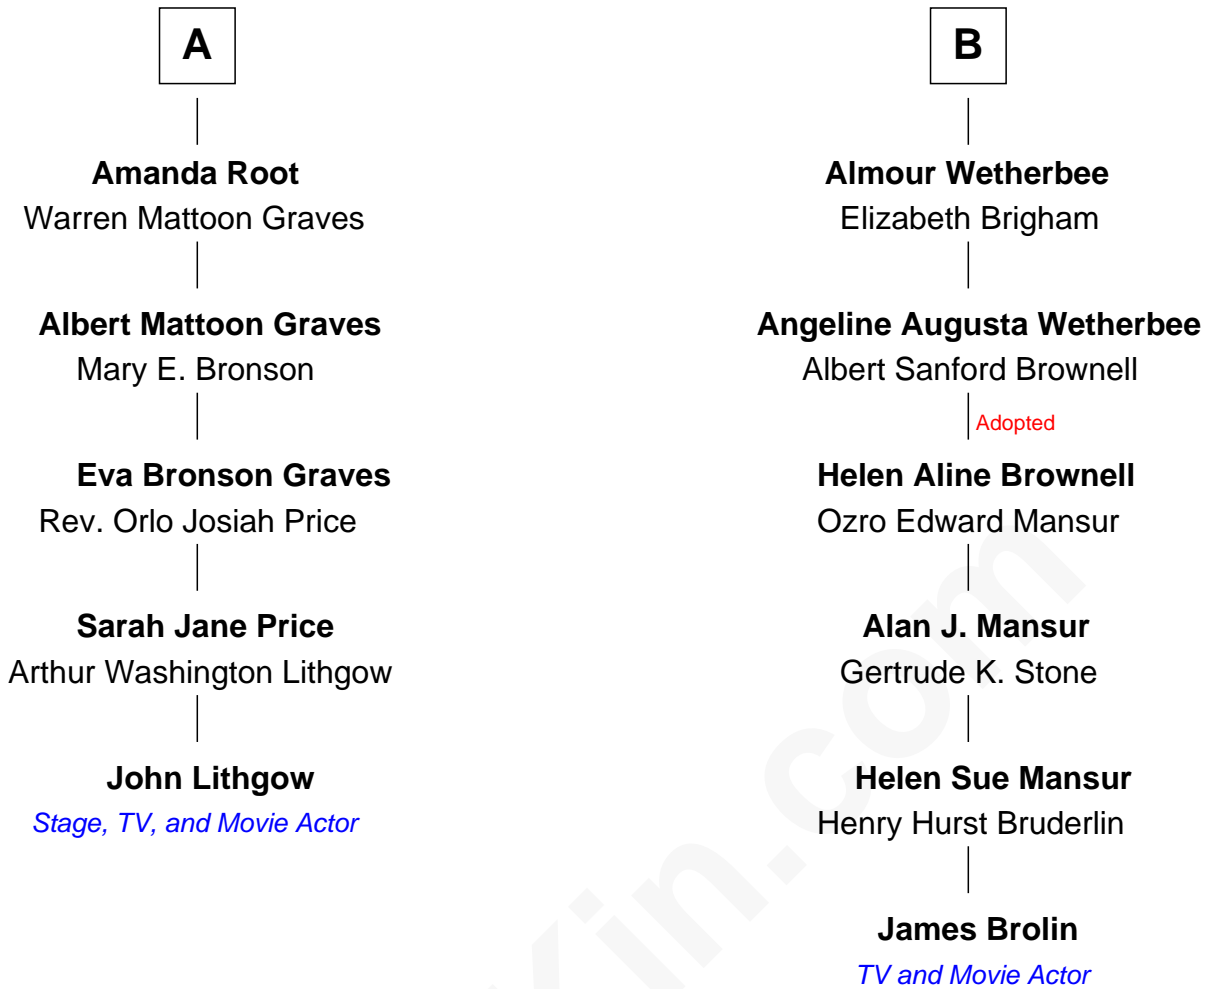 A
Amanda Root
Warren Mattoon Graves
Albert Mattoon Graves
Mary E. Bronson
Eva Bronson Graves
Rev. Orlo Josiah Price
Sarah Jane Price
Arthur Washington Lithgow
John Lithgow
Stage, TV, and Movie Actor
B
Almour Wetherbee
Elizabeth Brigham
Angeline Augusta Wetherbee
Albert Sanford Brownell
Adopted
Helen Aline Brownell
Ozro Edward Mansur
Alan J. Mansur
Gertrude K. Stone
Helen Sue Mansur
Henry Hurst Bruderlin
James Brolin
TV and Movie Actor
Kin.com